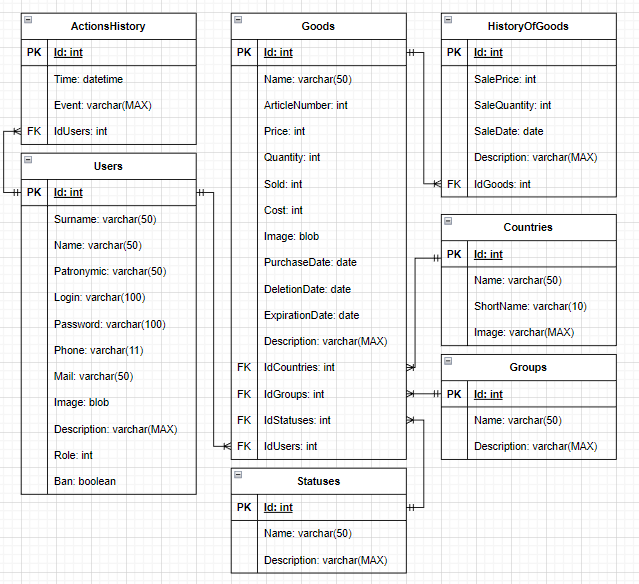 ActionsHistory
PK Id: int
Time: datetime
Event: varchar(MAX)
FK IdUsers: int
Users
PK Id: int
Surname: varchar(50)
Name: varchar(50)
Patronymic: varchar(50)
Login: varchar(100)
Password: varchar(100)
Phone: varchar(11)
Mail: varchar(50)
Image: blob
Description: varchar(MAX)
Role: int
Ban: boolean
Goods
PK Id: int
Name: varchar(50)
ArticleNumber: int
Price: int
Quantity: int
Sold: int
Cost: int
Image: blob
PurchaseDate: date
DeletionDate: date
ExpirationDate: date
Description: varchar(MAX)
FK IdCountries: int
FK IdGroups: int
FK IdStatuses: int
FK IdUsers: int
Statuses
PK Id: int
Name: varchar(50)
Description: varchar(MAX)
HistoryOfGoods
PK Id: int
SalePrice: int
SaleQuantity: int
SaleDate: date
Description: varchar(MAX)
FK IdGoods: int
Countries
PK Id: int
Name: varchar(50)
ShortName: varchar(10)
Image: varchar(MAX)
Groups
PK Id: int
Name: varchar(50)
Description: varchar(MAX)